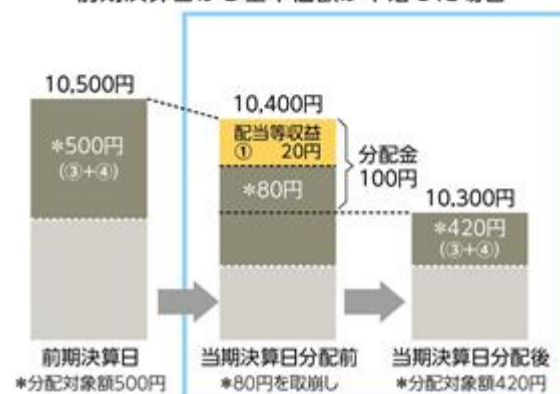 前期決算日から基準価額が下落した場合
10,500円
*500円
(③+④)
10,400円
配当等収益
① 20円
*80円
分配金
100円
10,300円
*420円
(③+④)
前期決算日
*分配対象額500円
当期決算日分配前
*80円を取崩し
当期決算日分配後
*分配対象額420円